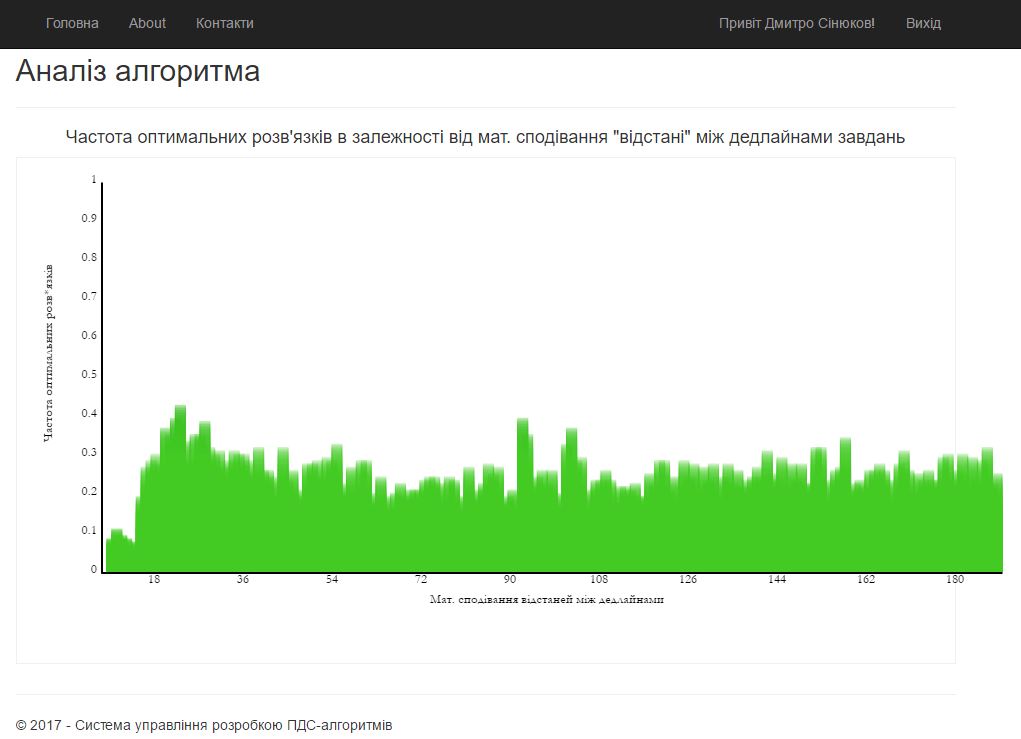 Головна About Контакти Привіт Дмитро Сінюков! Вихід
Аналіз алгоритма
Частота оптимальних розв'язків в залежності від мат. сподівання "відстані" між дедлайнами завдань
1
0.9
0.8
0.7
0.6
0.5
0.4
0.3
0.2
0.1
0
Частота оптимальних розв*язків
18 36 54 72 90 108 126 144 162 180
Мат. сподівання відстаней між дедлайнами
© 2017 - Система управління розробкою ПДС-алгоритмів